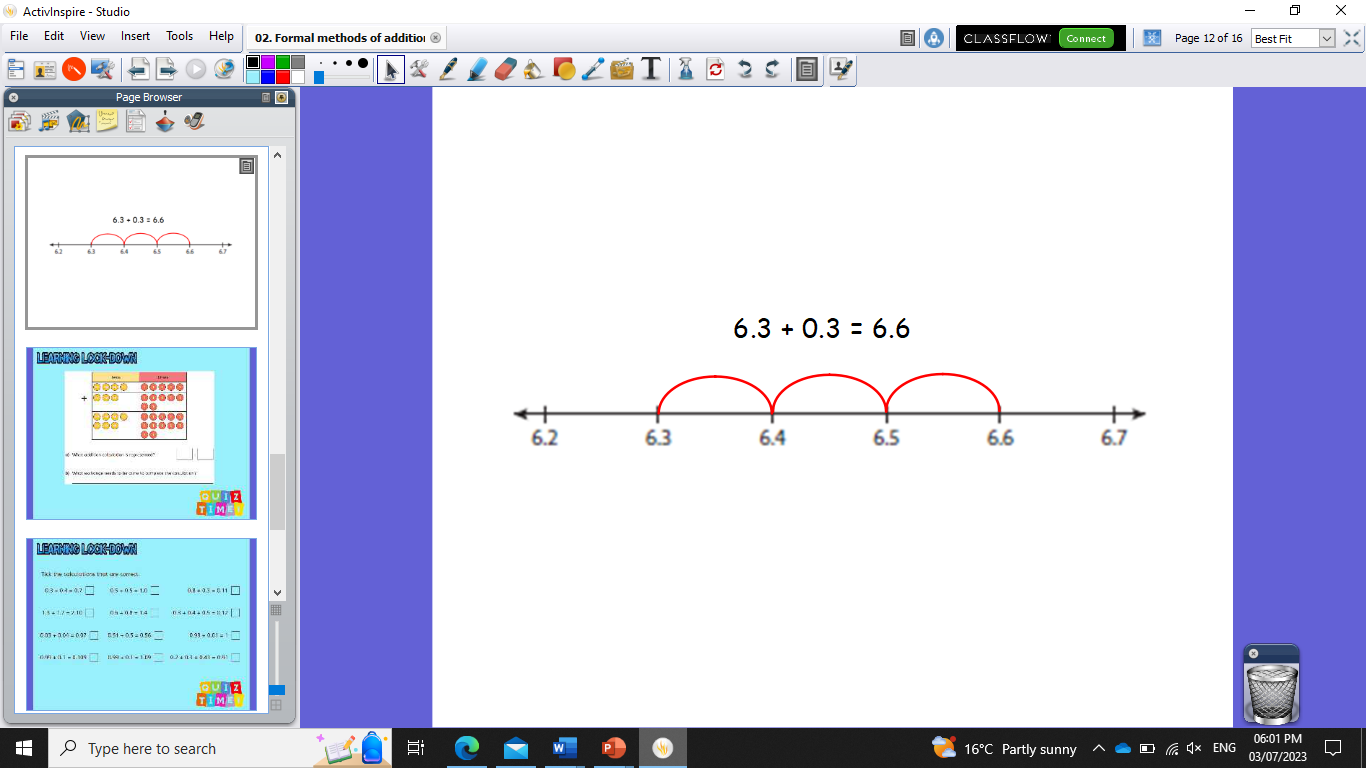 ActivInspire - Studio
File Edit View Insert Tools Help
02. Formal methods of addition
CLASSFLOW Connect
Page 12 of 16
Best Fit
Page Browser
6.3 + 0.3 = 6.6
6.2 6.3 6.4 6.5 6.6 6.7
LEARNING LOCK-DOWN
+
QUIZ
TIME!
LEARNING LOCK-DOWN
Tick the calculations that are correct.
QUIZ
TIME!
6.3 + 0.3 = 6.6
6.2 6.3 6.4 6.5 6.6 6.7
Type here to search
16°C Partly sunny
ENG
06:01 PM
03/07/2023